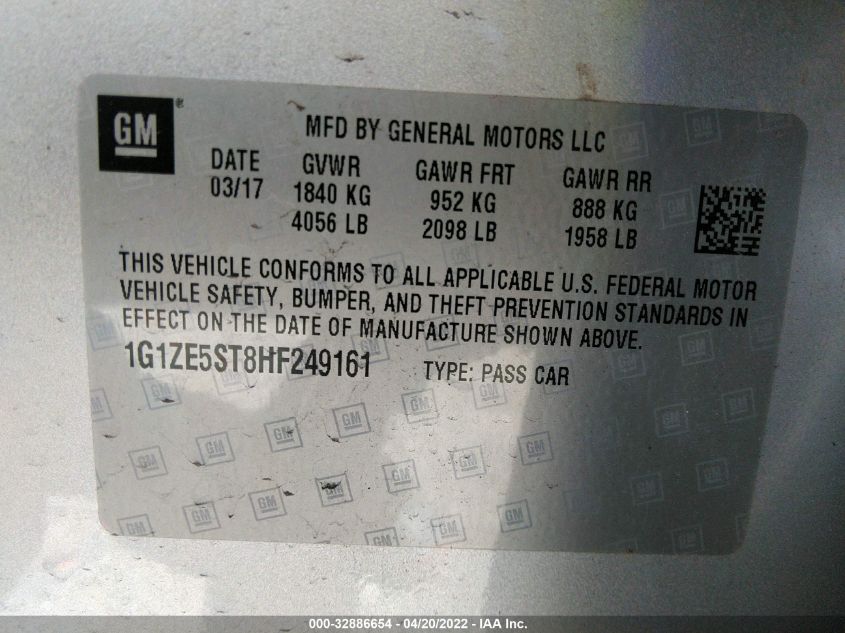 GM®
MFD BY GENERAL MOTORS LLC
DATE GVWR GAWR FRT GAWR RR
03/17 1840 KG 952 KG 888 KG
4056 LB 2098 LB 1958 LB
THIS VEHICLE CONFORMS TO ALL APPLICABLE U.S. FEDERAL MOTOR
VEHICLE SAFETY, BUMPER, AND THEFT PREVENTION STANDARDS IN
EFFECT ON THE DATE OF MANUFACTURE SHOWN ABOVE.
1G1ZE5ST8HF249161 TYPE: PASS CAR
000-32886654 - 04/20/2022 - IAA Inc.